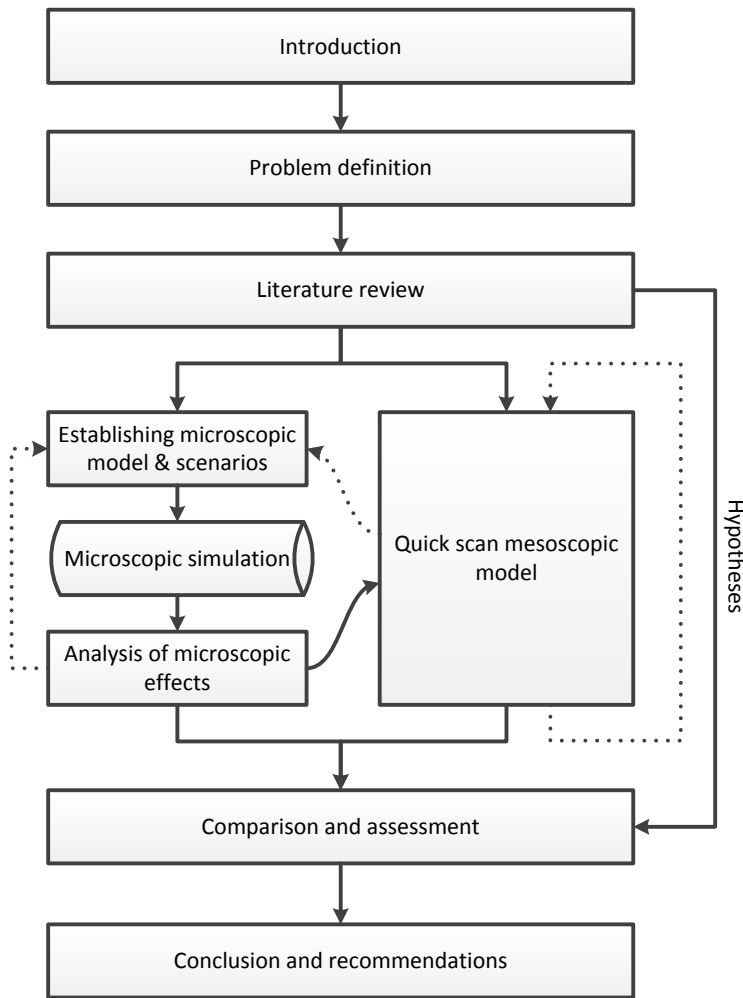 Introduction
Problem definition
Literature review
Establishing microscopic
model & scenarios
Microscopic simulation
Analysis of microscopic
effects
Quick scan mesoscopic
model
Hypotheses
Comparison and assessment
Conclusion and recommendations